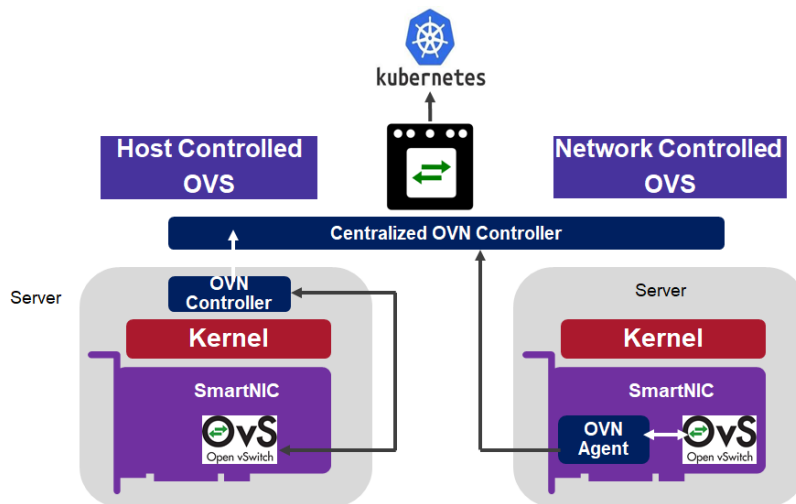 kubernetes
Host Controlled
OVS
Network Controlled
OVS
Centralized OVN Controller
Server
OVN
Controller
Kernel
SmartNIC
OvS
Open vSwitch
Server
Kernel
SmartNIC
OVN
Agent
OvS
Open vSwitch